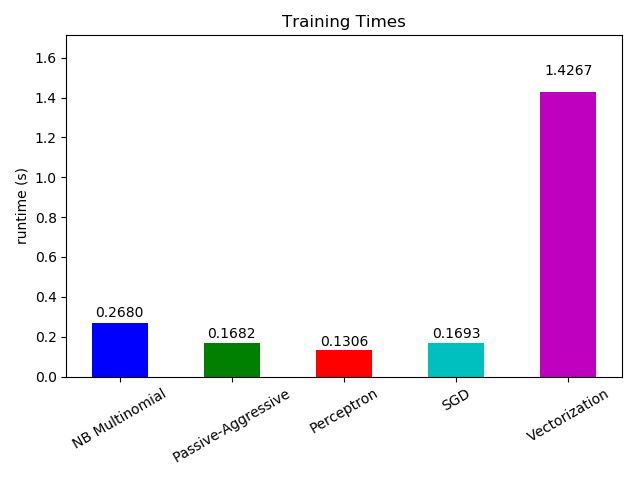 Training Times
runtime (s)
1.6
1.4
1.2
1.0
0.8
0.6
0.4
0.2
0.0
0.2680
0.1682
0.1306
0.1693
1.4267
NB Multinomial
Passive-Aggressive
Perceptron
SGD
Vectorization